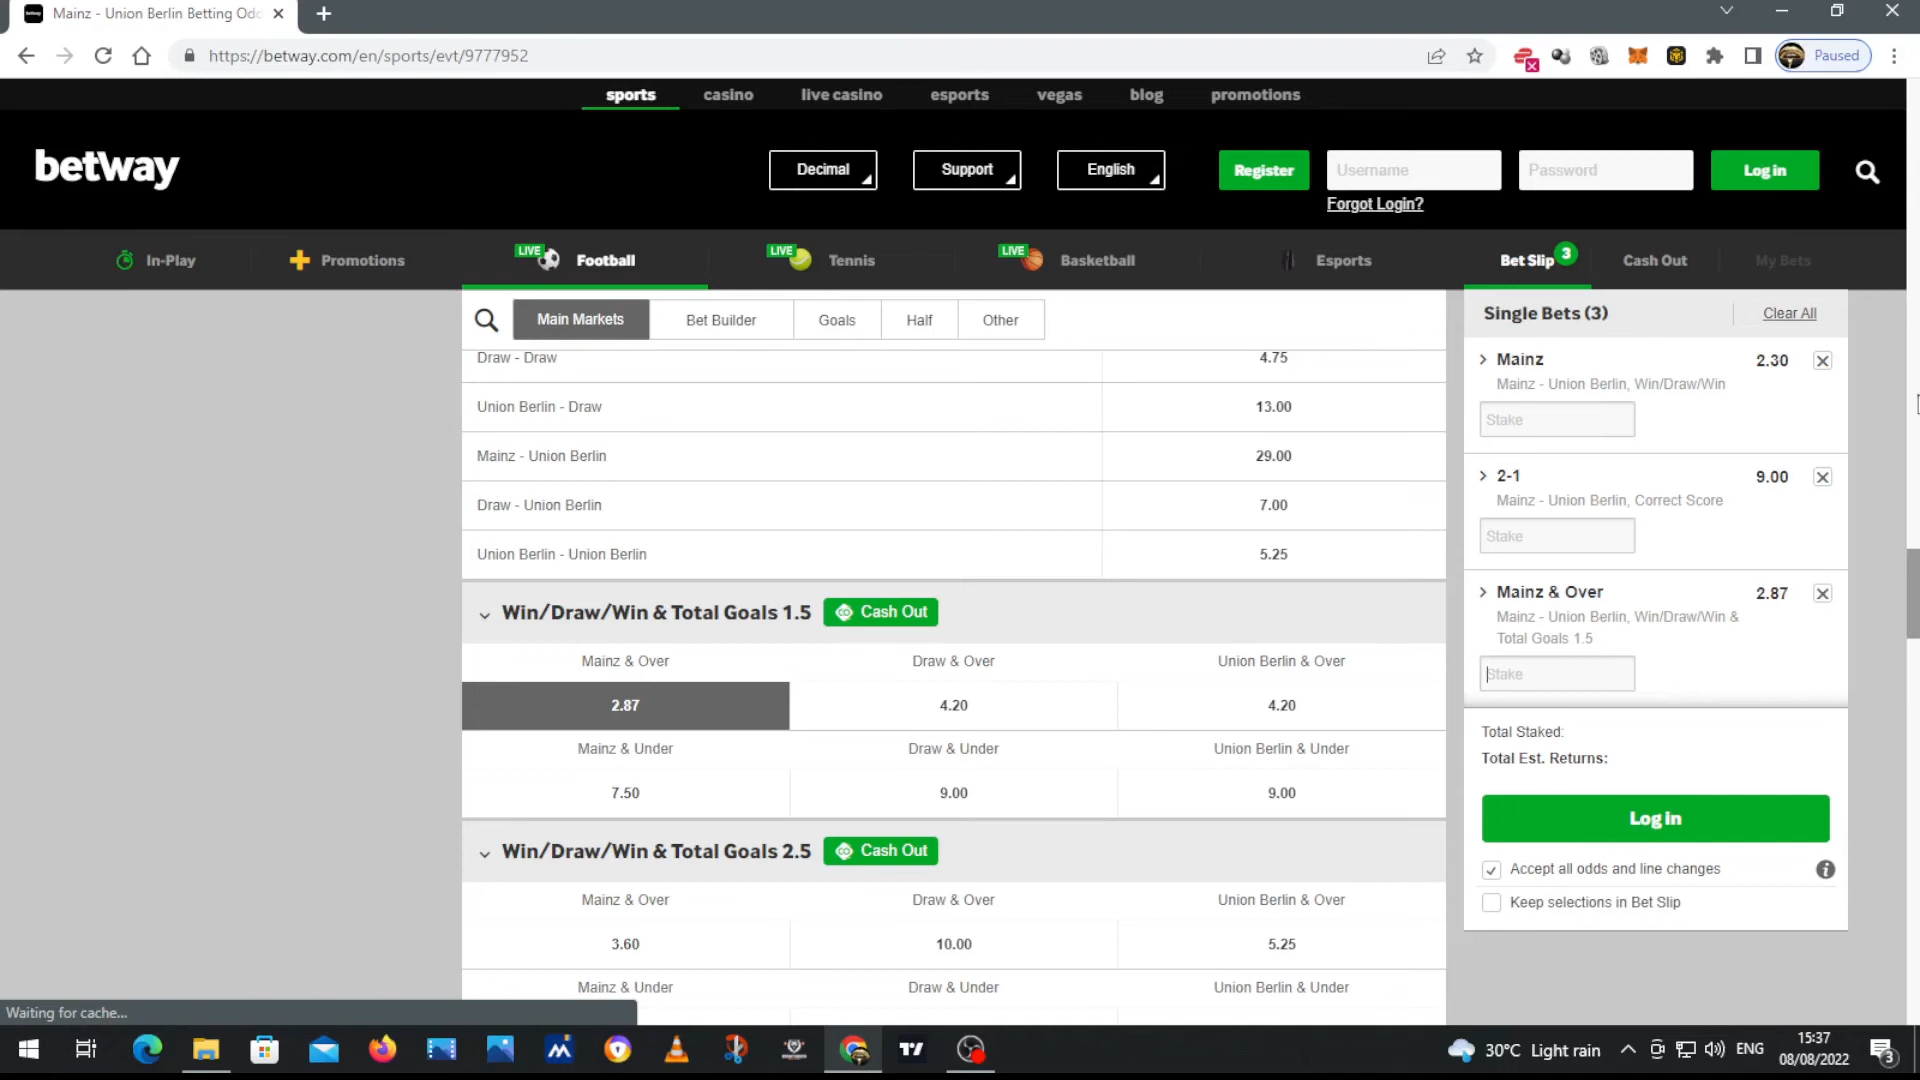 betway
Mainz - Union Berlin Betting Odd
https://betway.com/en/sports/evt/9777952
Paused
sports
casino
live casino
esports
vegas
blog
promotions
betway
Decimal
Support
English
Register
Username
Password
Log in
Forgot Login?
In-Play
Promotions
LIVE
Football
LIVE
Tennis
LIVE
Basketball
Esports
Bet Slip
3
Cash Out
My Bets
Main Markets
Bet Builder
Goals
Half
Other
Draw - Draw
4.75
Union Berlin - Draw
13.00
Mainz - Union Berlin
29.00
Draw - Union Berlin
7.00
Union Berlin - Union Berlin
5.25
Win/Draw/Win & Total Goals 1.5
Cash Out
Mainz & Over
Draw & Over
Union Berlin & Over
2.87
4.20
4.20
Mainz & Under
Draw & Under
Union Berlin & Under
7.50
9.00
9.00
Win/Draw/Win & Total Goals 2.5
Cash Out
Mainz & Over
Draw & Over
Union Berlin & Over
3.60
10.00
5.25
Mainz & Under
Draw & Under
Union Berlin & Under
Single Bets (3)
Clear All
Mainz
2.30
Mainz - Union Berlin, Win/Draw/Win
Stake
2-1
9.00
Mainz - Union Berlin, Correct Score
Stake
Mainz & Over
2.87
Mainz - Union Berlin, Win/Draw/Win &
Total Goals 1.5
Stake
Total Staked:
Total Est. Returns:
Log in
Accept all odds and line changes
Keep selections in Bet Slip
Waiting for cache...
30°C Light rain
ENG
15:37
08/08/2022
3